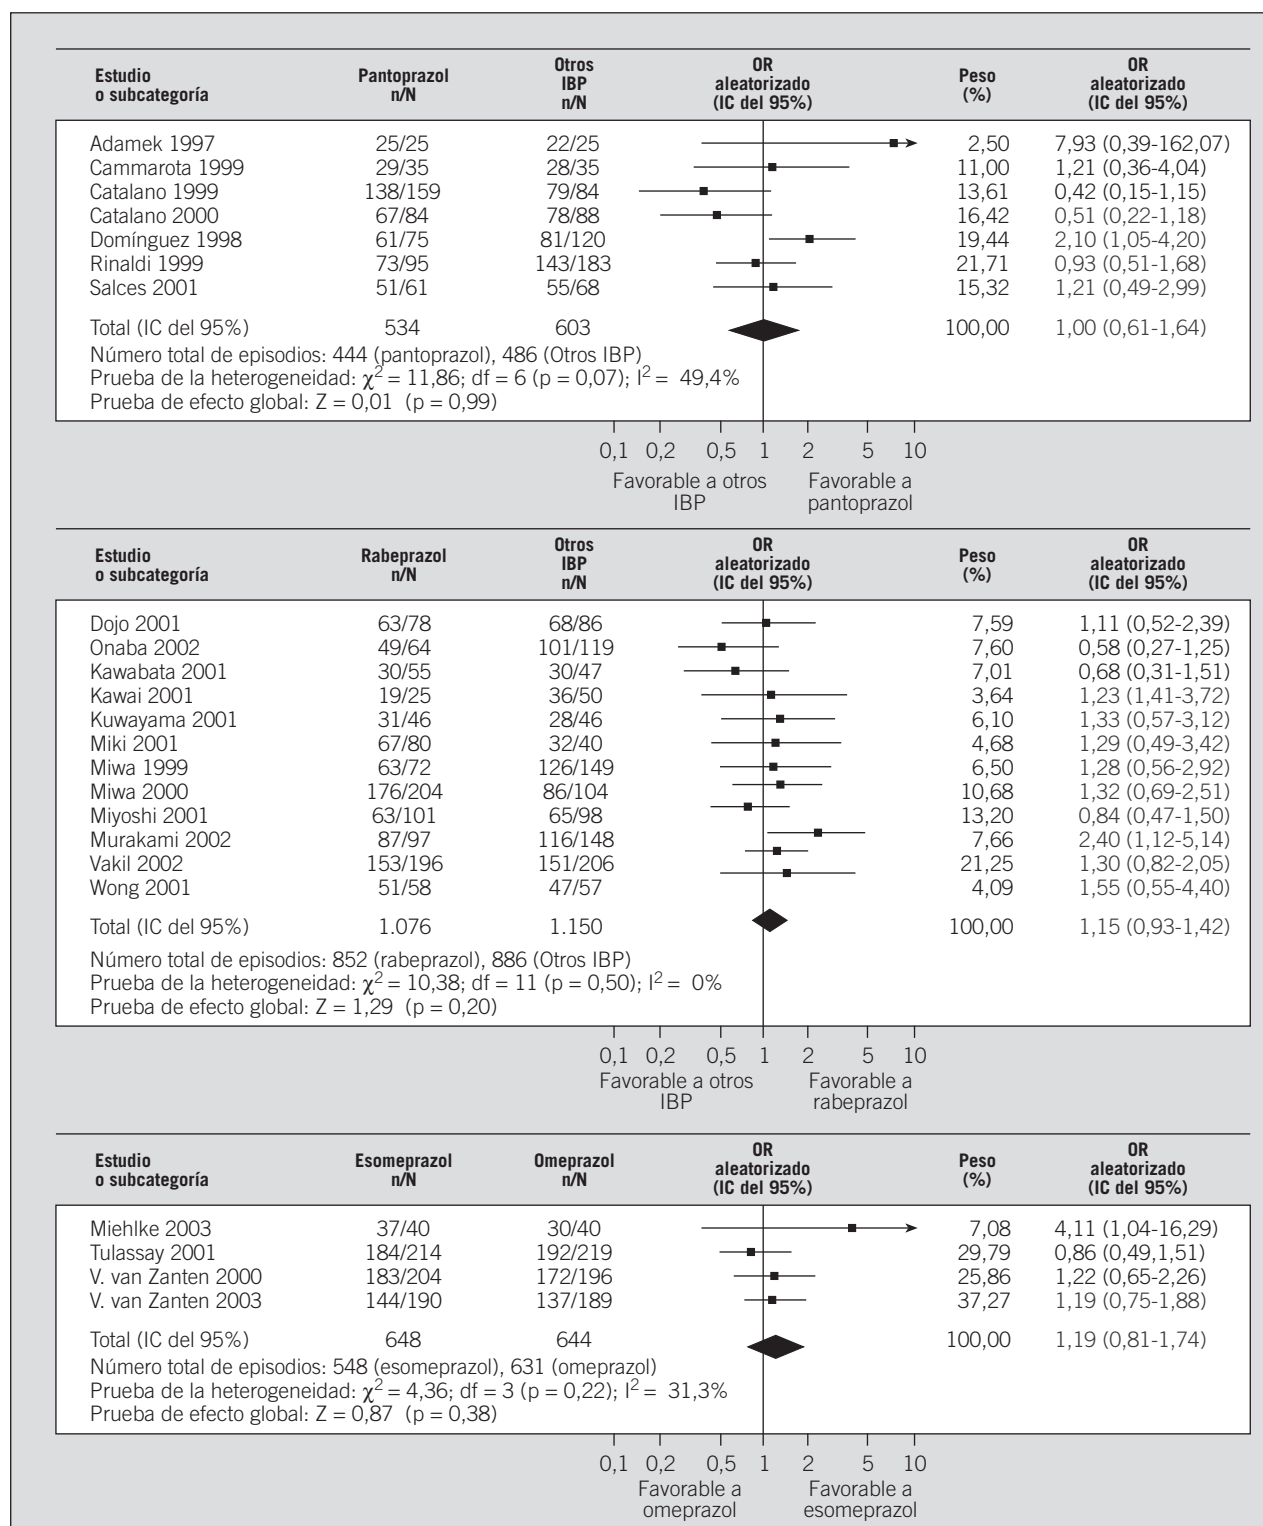 Estudio o subcategoría Pantoprazol n/N Otros IBP n/N OR aleatorizado (IC del 95%) Peso (%) OR aleatorizado (IC del 95%)
Adamek 1997 25/25 22/25 2,50 7,93 (0,39-162,07)
Cammarota 1999 29/35 28/35 11,00 1,21 (0,36-4,04)
Catalano 1999 138/159 79/84 13,61 0,42 (0,15-1,15)
Catalano 2000 67/84 78/88 16,42 0,51 (0,22-1,18)
Domínguez 1998 61/75 81/120 19,44 2,10 (1,05-4,20)
Rinaldi 1999 73/95 143/183 21,71 0,93 (0,51-1,68)
Salces 2001 51/61 55/68 15,32 1,21 (0,49-2,99)
Total (IC del 95%) 534 603 100,00 1,00 (0,61-1,64)
Número total de episodios: 444 (pantoprazol), 486 (Otros IBP)
Prueba de la heterogeneidad: χ2 = 11,86; df = 6 (p = 0,07); I2 = 49,4%
Prueba de efecto global: Z = 0,01 (p = 0,99)
0,1 0,2 0,5 1 2 5 10
Favorable a otros IBP Favorable a pantoprazol
Estudio o subcategoría Rabeprazol n/N Otros IBP n/N OR aleatorizado (IC del 95%) Peso (%) OR aleatorizado (IC del 95%)
Dojo 2001 63/78 68/86 7,59 1,11 (0,52-2,39)
Onaba 2002 49/64 101/119 7,60 0,58 (0,27-1,25)
Kawabata 2001 30/55 30/47 7,01 0,68 (0,31-1,51)
Kawai 2001 19/25 36/50 3,64 1,23 (1,41-3,72)
Kuwayama 2001 31/46 28/46 6,10 1,33 (0,57-3,12)
Miki 2001 67/80 32/40 4,68 1,29 (0,49-3,42)
Miwa 1999 63/72 126/149 6,50 1,28 (0,56-2,92)
Miwa 2000 176/204 86/104 10,68 1,32 (0,69-2,51)
Miyoshi 2001 63/101 65/98 13,20 0,84 (0,47-1,50)
Murakami 2002 87/97 116/148 7,66 2,40 (1,12-5,14)
Vakil 2002 153/196 151/206 21,25 1,30 (0,82-2,05)
Wong 2001 51/58 47/57 4,09 1,55 (0,55-4,40)
Total (IC del 95%) 1.076 1.150 100,00 1,15 (0,93-1,42)
Número total de episodios: 852 (rabeprazol), 886 (Otros IBP)
Prueba de la heterogeneidad: χ2 = 10,38; df = 11 (p = 0,50); I2 = 0%
Prueba de efecto global: Z = 1,29 (p = 0,20)
0,1 0,2 0,5 1 2 5 10
Favorable a otros IBP Favorable a rabeprazol
Estudio o subcategoría Esomeprazol n/N Omeprazol n/N OR aleatorizado (IC del 95%) Peso (%) OR aleatorizado (IC del 95%)
Miehlke 2003 37/40 30/40 7,08 4,11 (1,04-16,29)
Tulassay 2001 184/214 192/219 29,79 0,86 (0,49,1,51)
V. van Zanten 2000 183/204 172/196 25,86 1,22 (0,65-2,26)
V. van Zanten 2003 144/190 137/189 37,27 1,19 (0,75-1,88)
Total (IC del 95%) 648 644 100,00 1,19 (0,81-1,74)
Número total de episodios: 548 (esomeprazol), 631 (omeprazol)
Prueba de la heterogeneidad: χ2 = 4,36; df = 3 (p = 0,22); I2 = 31,3%
Prueba de efecto global: Z = 0,87 (p = 0,38)
0,1 0,2 0,5 1 2 5 10
Favorable a omeprazol Favorable a esomeprazol